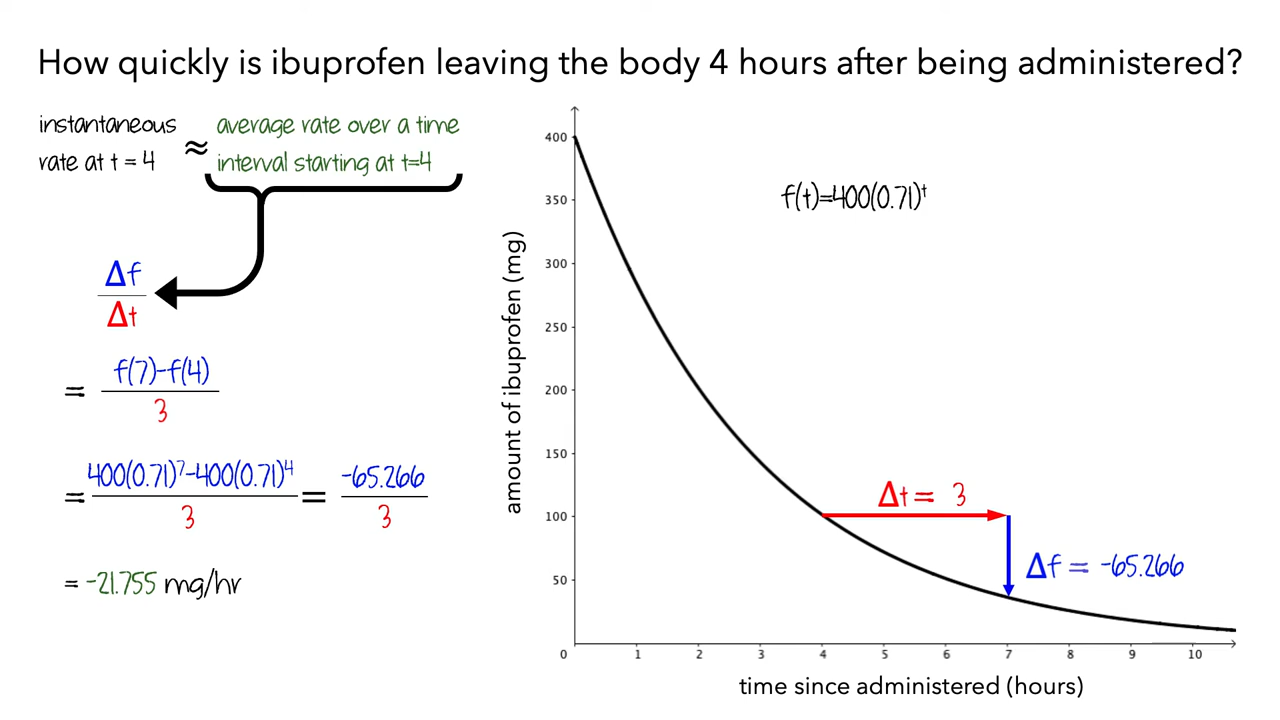 How quickly is ibuprofen leaving the body 4 hours after being administered?
instantaneous
rate at t = 4
≈
average rate over a time
interval starting at t=4
Δf
Δt
= f(7)-f(4)
3
= 400(0.71)⁷-400(0.71)⁴
3
= -65.266
3
= -21.755 mg/hr
f(t)=400(0.71)ᵗ
amount of ibuprofen (mg)
400
350
300
250
200
150
100
50
0
Δt = 3
Δf = -65.266
1 2 3 4 5 6 7 8 9 10
time since administered (hours)